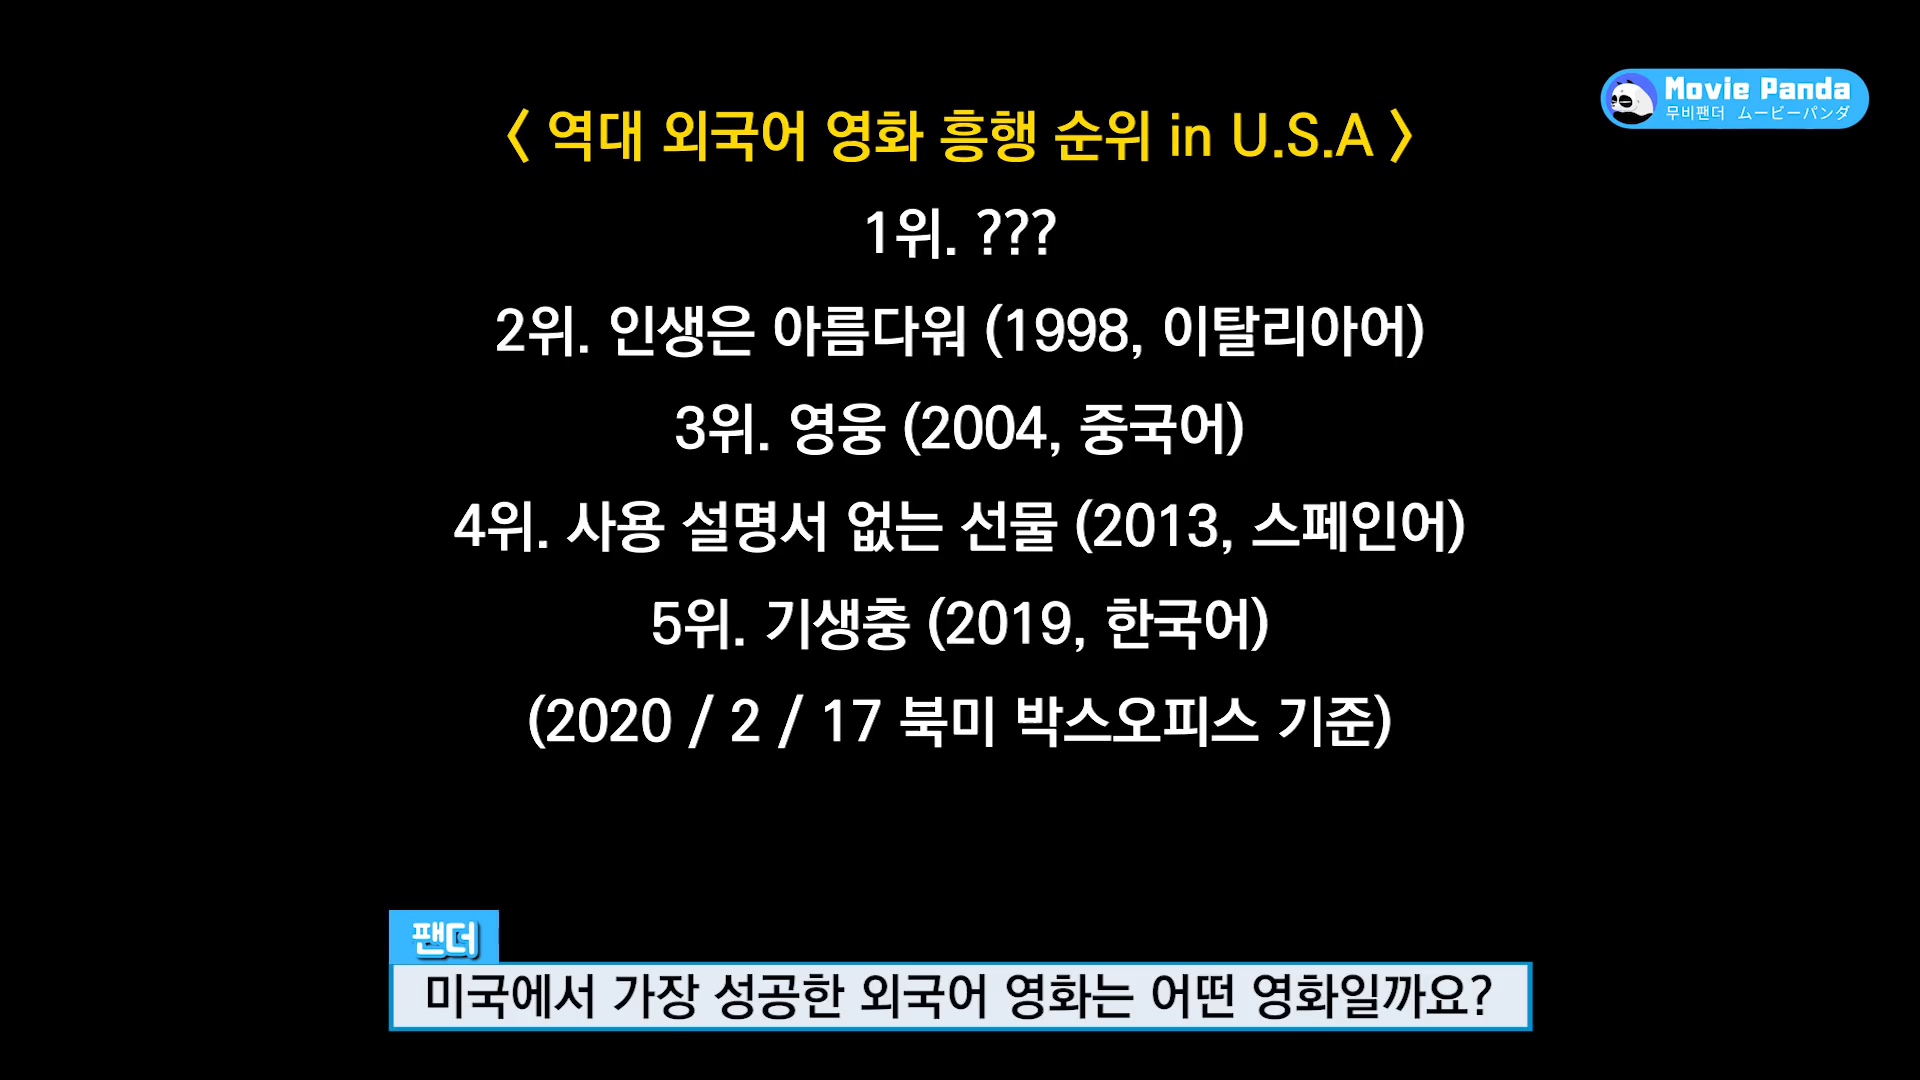 Movie Panda
무비팬더 ムービーパンダ
< 역대 외국어 영화 흥행 순위 in U.S.A >
1위. ???
2위. 인생은 아름다워 (1998, 이탈리아어)
3위. 영웅 (2004, 중국어)
4위. 사용 설명서 없는 선물 (2013, 스페인어)
5위. 기생충 (2019, 한국어)
(2020 / 2 / 17 북미 박스오피스 기준)
팬더
미국에서 가장 성공한 외국어 영화는 어떤 영화일까요?